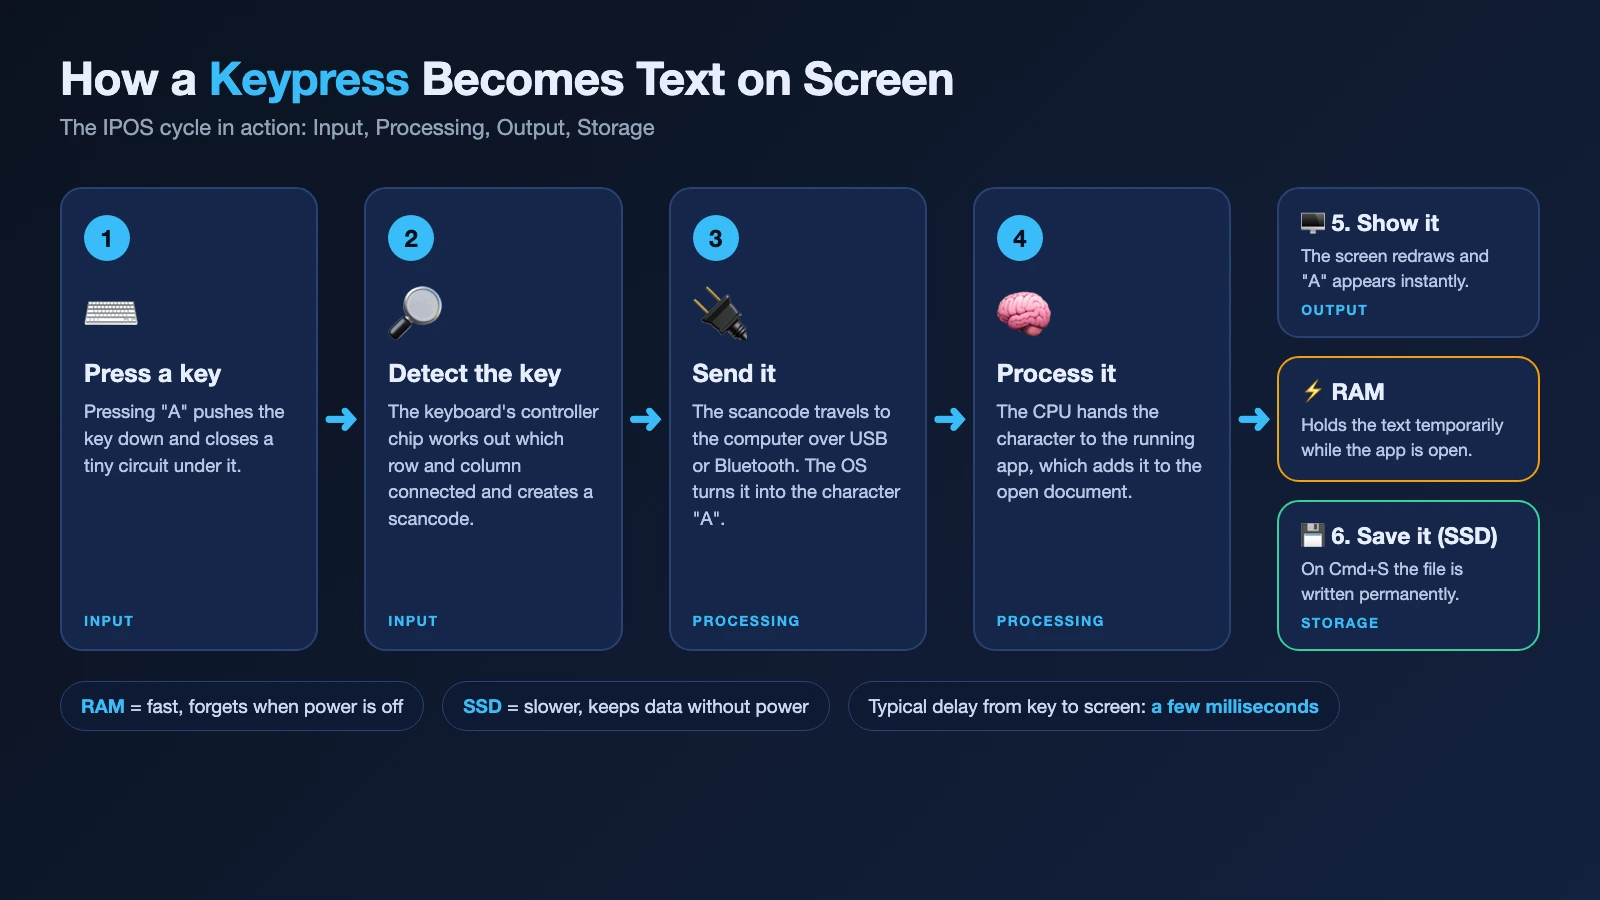 How a Keypress Becomes Text on Screen
The IPOS cycle in action: Input, Processing, Output, Storage
1
Press a key
Pressing "A" pushes the
key down and closes a
tiny circuit under it.
INPUT
2
Detect the key
The keyboard's controller
chip works out which
row and column
connected and creates a
scancode.
INPUT
3
Send it
The scancode travels to
the computer over USB
or Bluetooth. The OS
turns it into the character
"A".
PROCESSING
4
Process it
The CPU hands the
character to the running
app, which adds it to the
open document.
PROCESSING
5. Show it
The screen redraws and
"A" appears instantly.
OUTPUT
RAM
Holds the text temporarily
while the app is open.
6. Save it (SSD)
On Cmd+S the file is
written permanently.
STORAGE
RAM = fast, forgets when power is off
SSD = slower, keeps data without power
Typical delay from key to screen: a few milliseconds